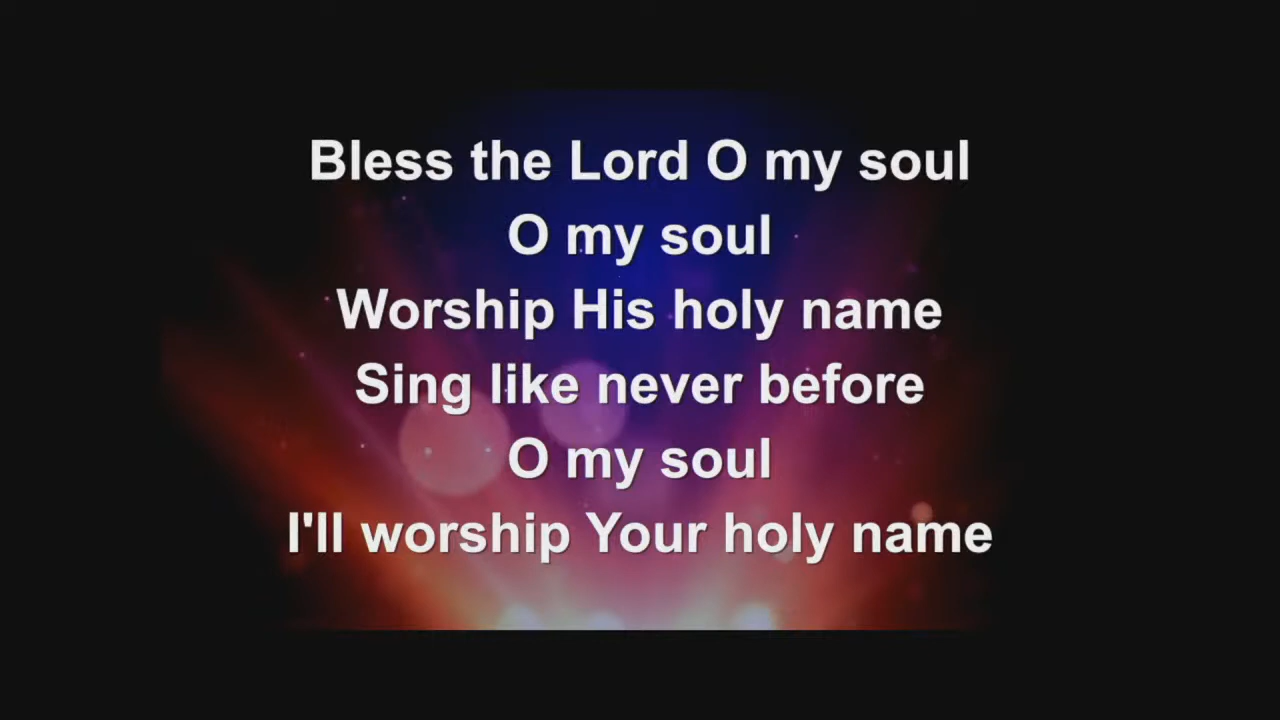 Bless the Lord O my soul
O my soul
Worship His holy name
Sing like never before
O my soul
I'll worship Your holy name